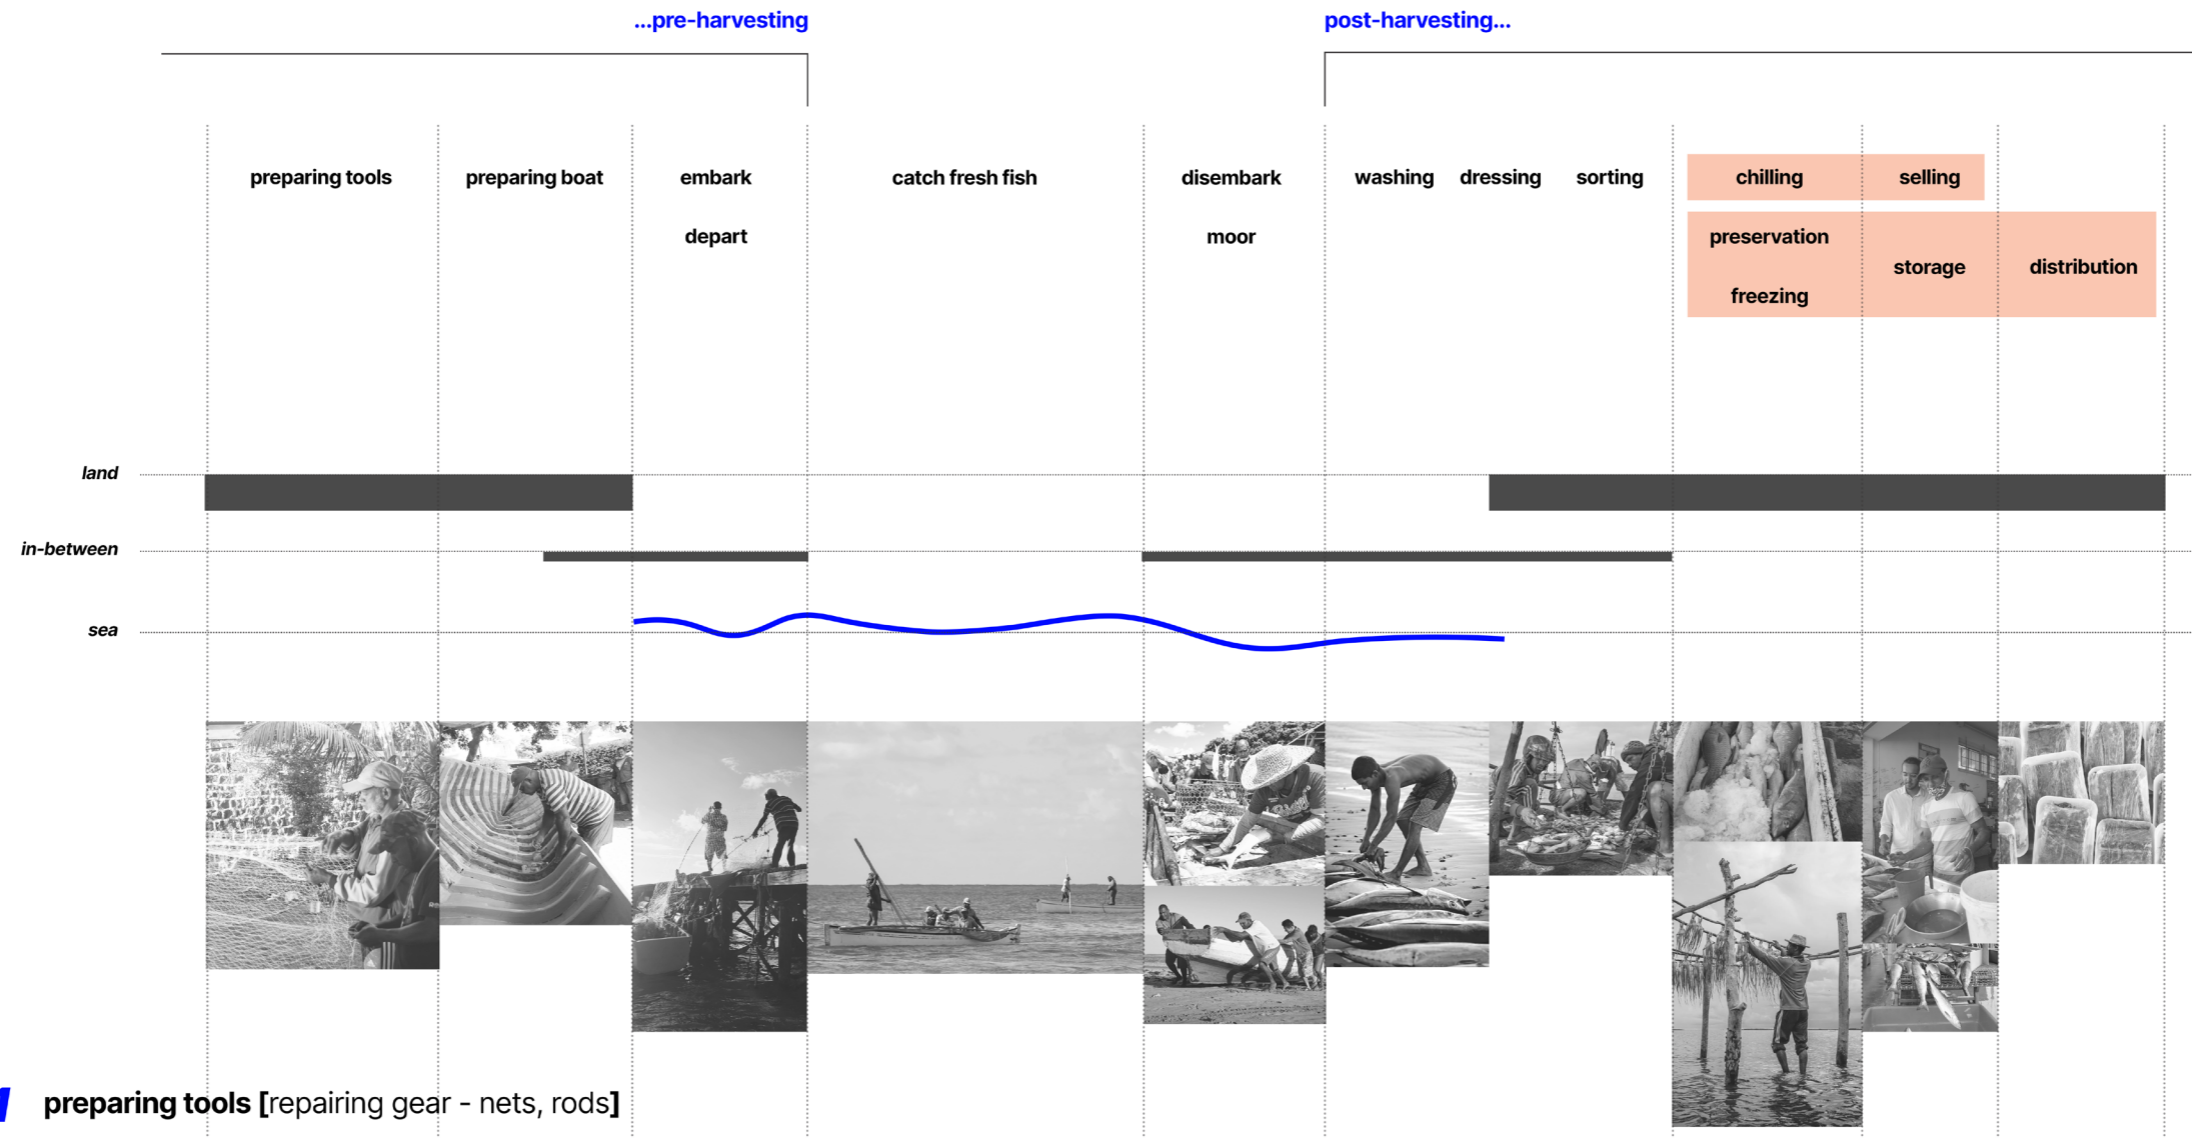 ...pre-harvesting
post-harvesting...
preparing tools
preparing boat
embark
depart
catch fresh fish
disembark
moor
washing
dressing
sorting
chilling
selling
preservation
freezing
storage
distribution
land
in-between
sea
preparing tools [repairing gear - nets, rods]